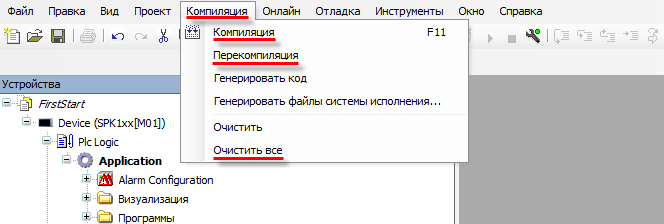 Файл Правка Вид Проект Компиляция Онлайн Отладка Инструменты Окно Справка
Компиляция F11
Перекомпиляция
Генерировать код
Генерировать файлы системы исполнения...
Очистить
Очистить все
Устройства
FirstStart
Device (SPK1xx[M01])
Plc Logic
Application
Alarm Configuration
Визуализация
Программы